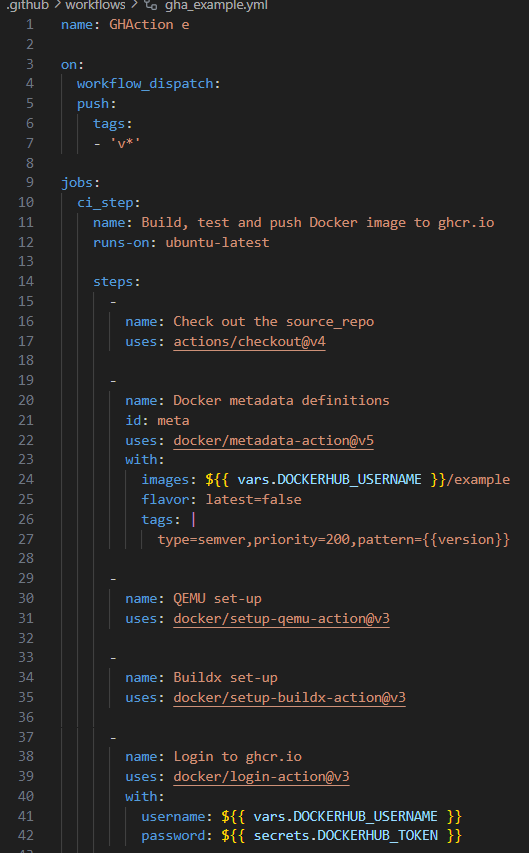 .github > workflows > gha_example.yml
1 name: GHAction e
2
3 on:
4 workflow_dispatch:
5 push:
6 tags:
7 - 'v*'
8
9 jobs:
10 ci_step:
11 name: Build, test and push Docker image to ghcr.io
12 runs-on: ubuntu-latest
13
14 steps:
15 -
16 name: Check out the source_repo
17 uses: actions/checkout@v4
18
19 -
20 name: Docker metadata definitions
21 id: meta
22 uses: docker/metadata-action@v5
23 with:
24 images: ${{ vars.DOCKERHUB_USERNAME }}/example
25 flavor: latest=false
26 tags: |
27 type=semver,priority=200,pattern={{version}}
28
29 -
30 name: QEMU set-up
31 uses: docker/setup-qemu-action@v3
32
33 -
34 name: Buildx set-up
35 uses: docker/setup-buildx-action@v3
36
37 -
38 name: Login to ghcr.io
39 uses: docker/login-action@v3
40 with:
41 username: ${{ vars.DOCKERHUB_USERNAME }}
42 password: ${{ secrets.DOCKERHUB_TOKEN }}